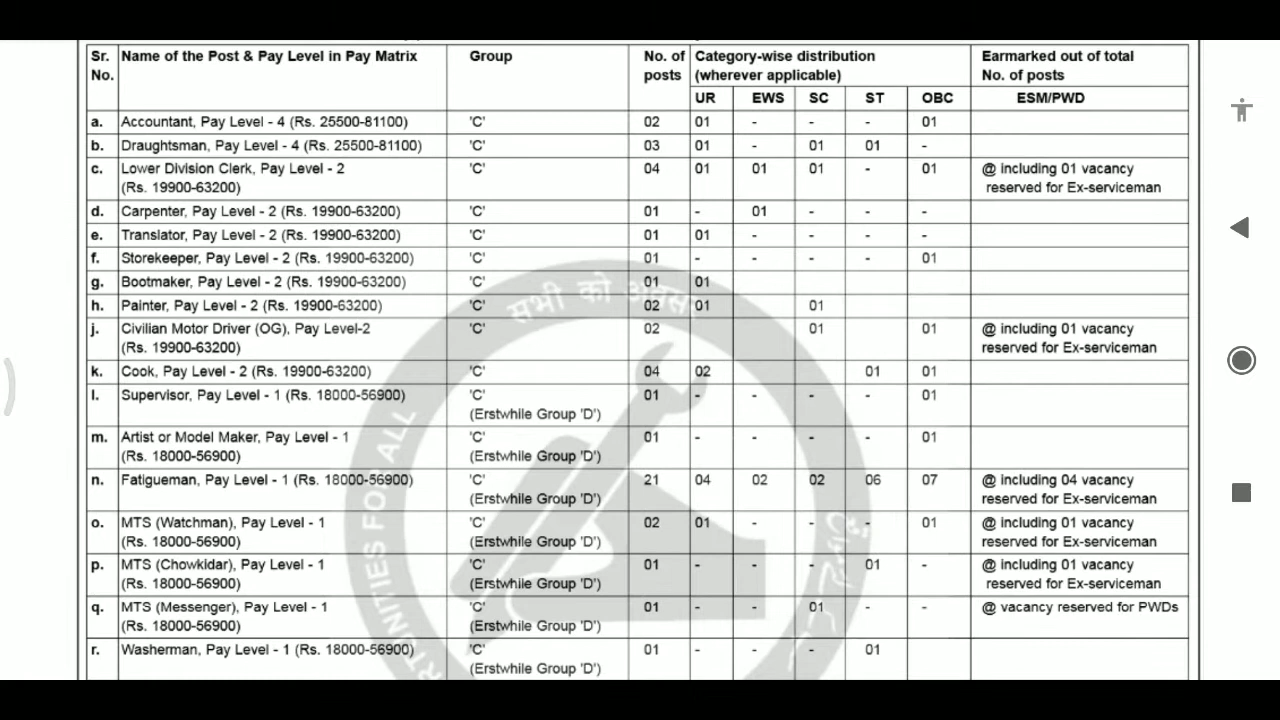 Sr. Name of the Post & Pay Level in Pay Matrix Group No. of Category-wise distribution Earmarked out of total
No. posts (wherever applicable) No. of posts
UR EWS SC ST OBC ESM/PWD
a. Accountant, Pay Level - 4 (Rs. 25500-81100) 'C' 02 01 - - - 01
b. Draughtsman, Pay Level - 4 (Rs. 25500-81100) 'C' 03 01 - 01 01 -
c. Lower Division Clerk, Pay Level - 2 'C' 04 01 01 01 - 01 @ including 01 vacancy
(Rs. 19900-63200) reserved for Ex-serviceman
d. Carpenter, Pay Level - 2 (Rs. 19900-63200) 'C' 01 - 01 - - -
e. Translator, Pay Level - 2 (Rs. 19900-63200) 'C' 01 01 - - - -
f. Storekeeper, Pay Level - 2 (Rs. 19900-63200) 'C' 01 - - - - 01
g. Bootmaker, Pay Level - 2 (Rs. 19900-63200) 'C' 01 01
h. Painter, Pay Level - 2 (Rs. 19900-63200) 'C' 02 01 01
j. Civilian Motor Driver (OG), Pay Level-2 'C' 02 01 01 @ including 01 vacancy
(Rs. 19900-63200) reserved for Ex-serviceman
k. Cook, Pay Level - 2 (Rs. 19900-63200) 'C' 04 02 01 01
l. Supervisor, Pay Level - 1 (Rs. 18000-56900) 'C' 01 - - - - 01
(Erstwhile Group 'D')
m. Artist or Model Maker, Pay Level - 1 'C' 01 - - - - 01
(Rs. 18000-56900) (Erstwhile Group 'D')
n. Fatigueman, Pay Level - 1 (Rs. 18000-56900) 'C' 21 04 02 02 06 07 @ including 04 vacancy
(Erstwhile Group 'D') reserved for Ex-serviceman
o. MTS (Watchman), Pay Level - 1 'C' 02 01 - - - 01 @ including 01 vacancy
(Rs. 18000-56900) (Erstwhile Group 'D') reserved for Ex-serviceman
p. MTS (Chowkidar), Pay Level - 1 'C' 01 - - - 01 - @ including 01 vacancy
(Rs. 18000-56900) (Erstwhile Group 'D') reserved for Ex-serviceman
q. MTS (Messenger), Pay Level - 1 'C' 01 - - 01 - - @ vacancy reserved for PWDs
(Rs. 18000-56900) (Erstwhile Group 'D')
r. Washerman, Pay Level - 1 (Rs. 18000-56900) 'C' 01 - - - 01
(Erstwhile Group 'D')
सभी को
FOR ALL